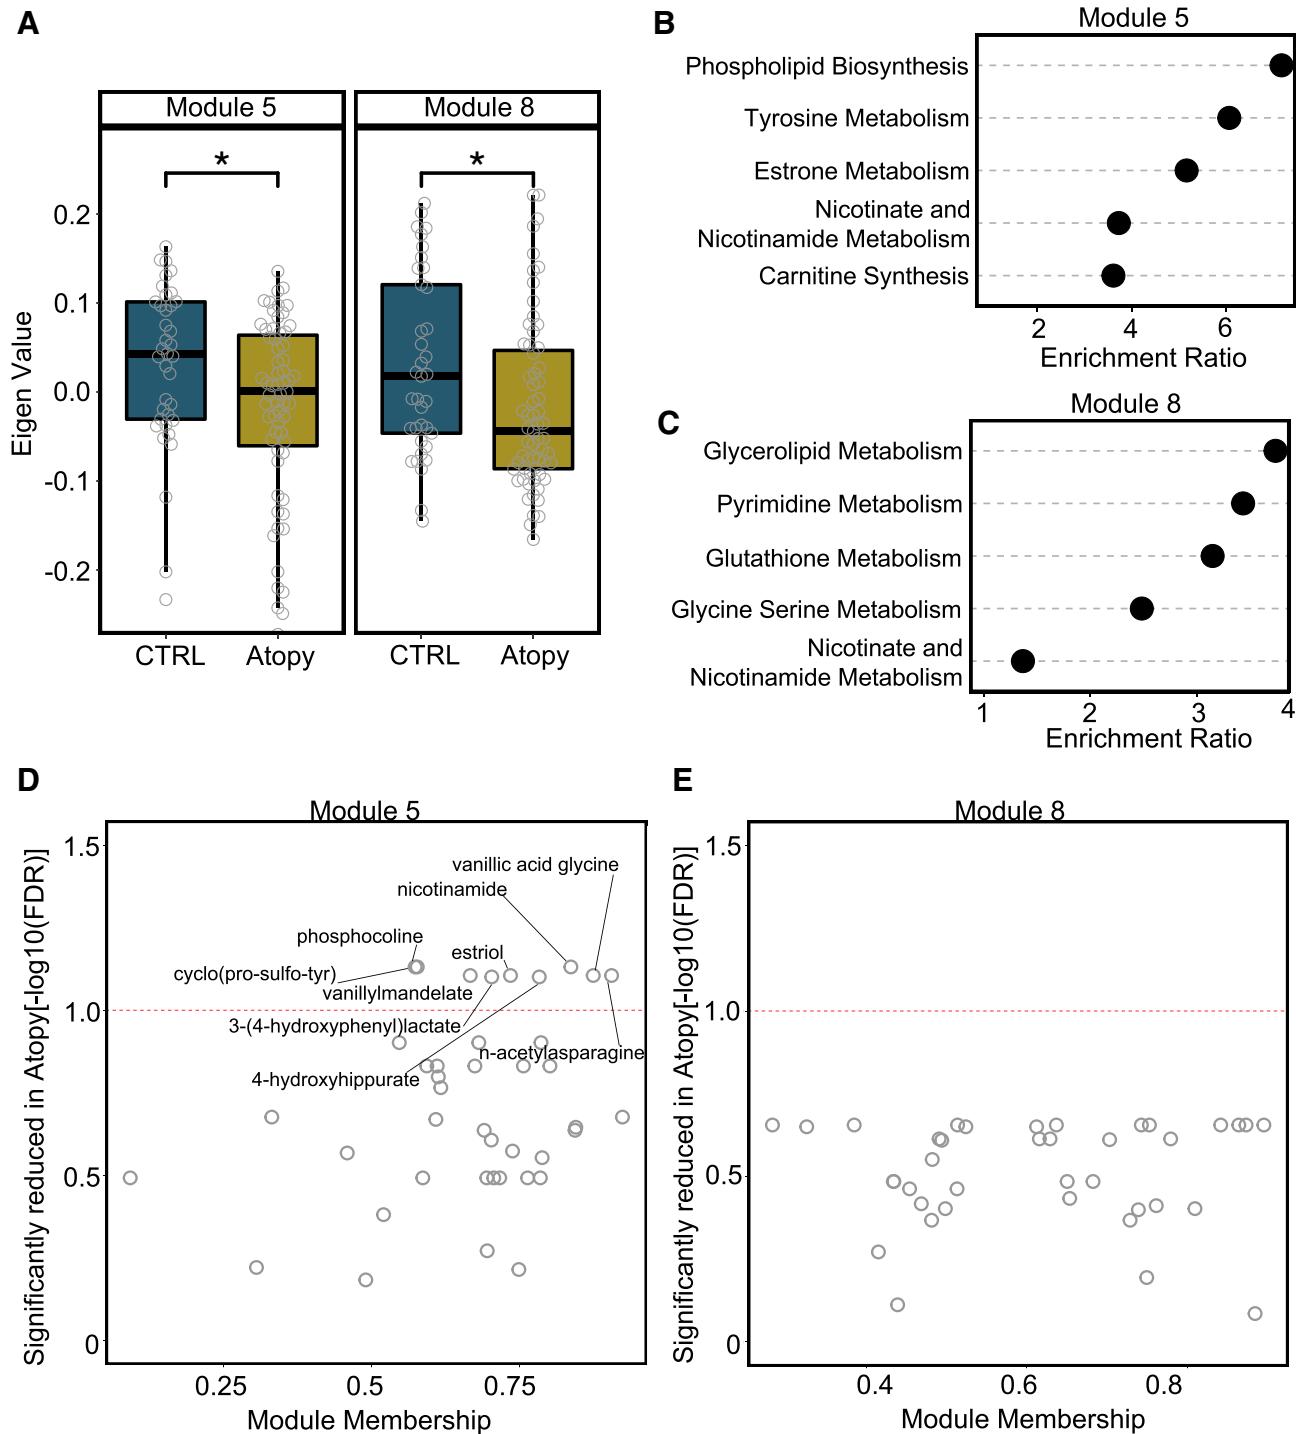 A
Module 5
Module 8
*
*
Eigen Value
0.2
0.1
0.0
-0.1
-0.2
CTRL
Atopy
CTRL
Atopy
B
Module 5
Phospholipid Biosynthesis
Tyrosine Metabolism
Estrone Metabolism
Nicotinate and
Nicotinamide Metabolism
Carnitine Synthesis
2
4
6
Enrichment Ratio
C
Module 8
Glycerolipid Metabolism
Pyrimidine Metabolism
Glutathione Metabolism
Glycine Serine Metabolism
Nicotinate and
Nicotinamide Metabolism
1
2
3
4
Enrichment Ratio
D
Module 5
Significantly reduced in Atopy[-log10(FDR)]
1.5
1.0
0.5
0
vanillic acid glycine
nicotinamide
phosphocoline
estriol
cyclo(pro-sulfo-tyr)
vanillylmandelate
3-(4-hydroxyphenyl)lactate
n-acetylasparagine
4-hydroxyhippurate
0.25
0.5
0.75
Module Membership
E
Module 8
Significantly reduced in Atopy[-log10(FDR)]
1.5
1.0
0.5
0
0.4
0.6
0.8
Module Membership